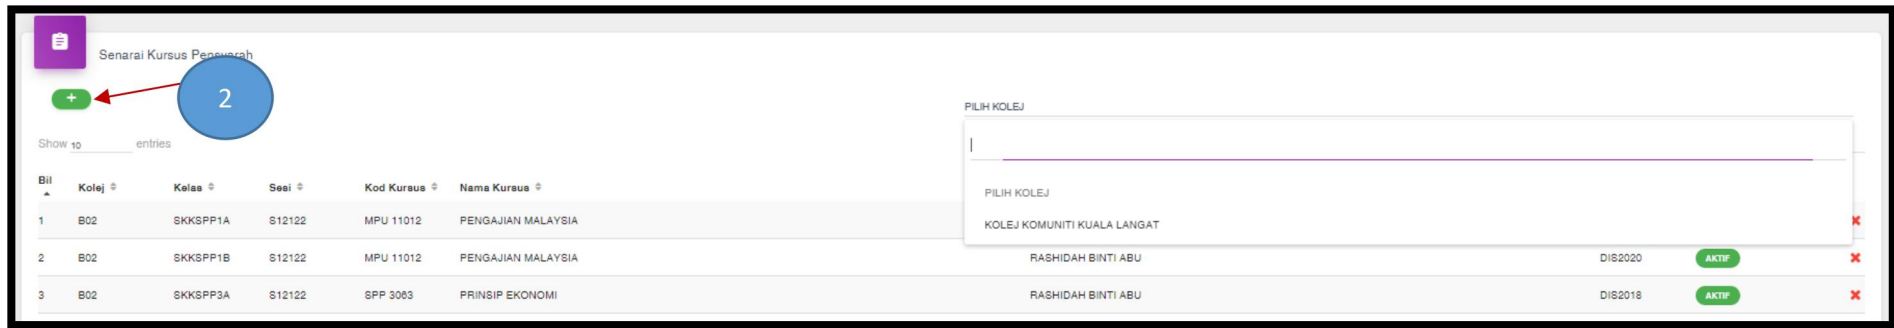 Senarai Kursus Pensyarah
+
2
PILIH KOLEJ
Show 10 entries
PILIH KOLEJ
KOLEJ KOMUNITI KUALA LANGAT
Bil Kolej Kelas Sesi Kod Kursus Nama Kursus
1 B02 SKKSPP1A S12122 MPU 11012 PENGAJIAN MALAYSIA
2 B02 SKKSPP1B S12122 MPU 11012 PENGAJIAN MALAYSIA RASHIDAH BINTI ABU DIS2020 AKTIF
3 B02 SKKSPP3A S12122 SPP 3063 PRINSIP EKONOMI RASHIDAH BINTI ABU DIS2018 AKTIF